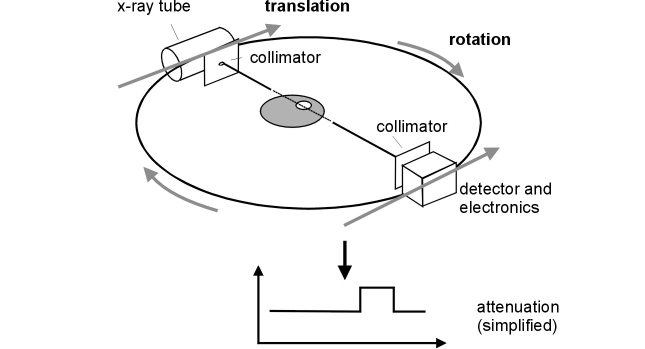 x-ray tube
translation
rotation
collimator
collimator
detector and
electronics
attenuation
(simplified)